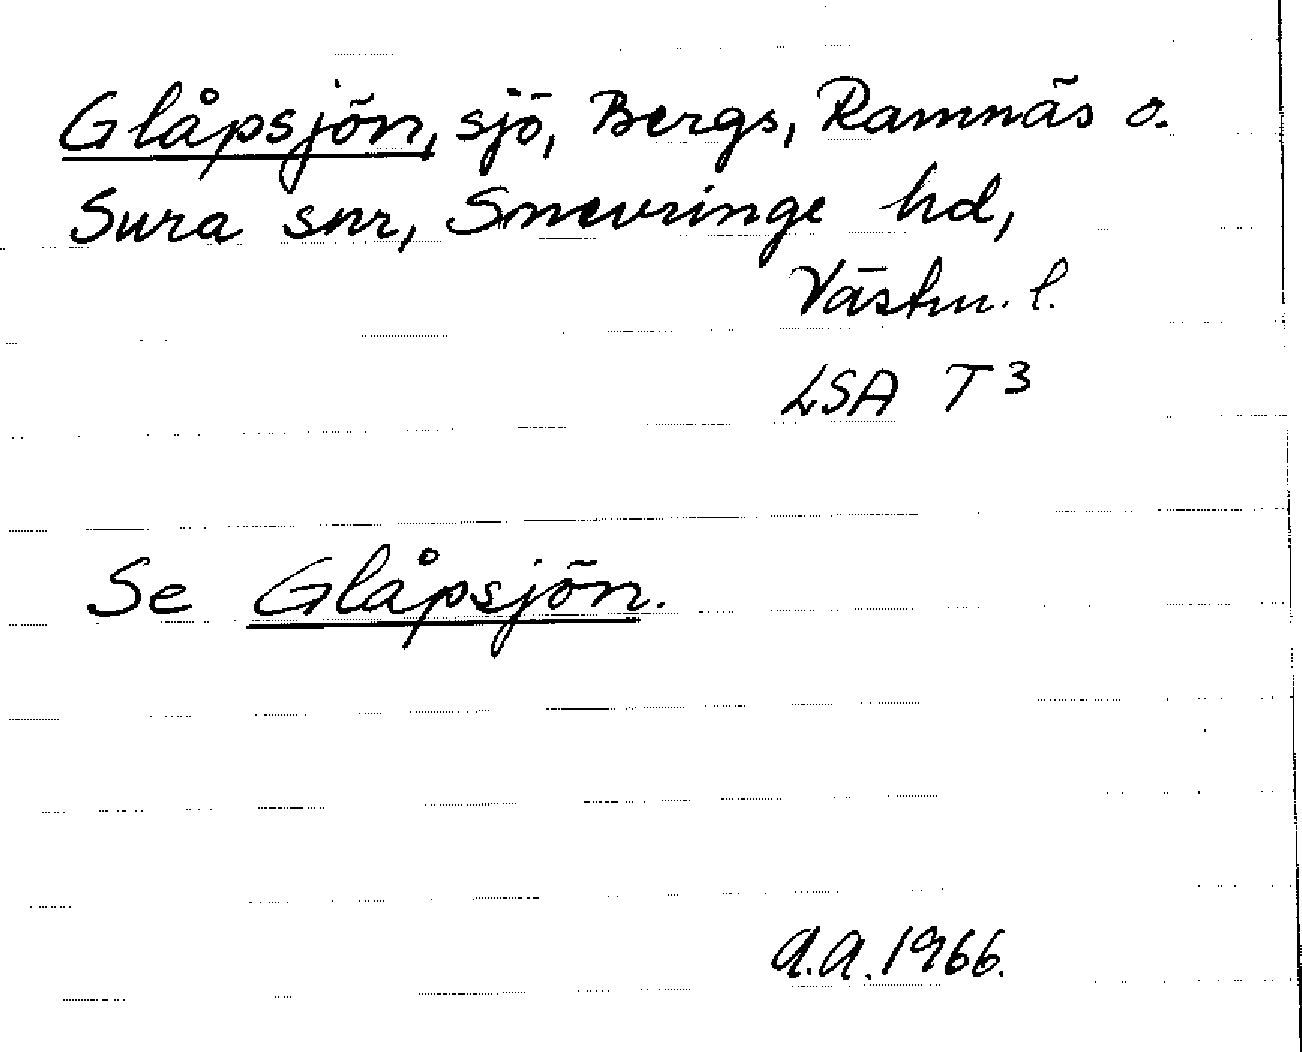 Glåpsjön, sjö, Bergs, Ramnäs o.
Sura snr, Snevringe hd,
Västm. l.
LSA T3
Se Glåpsjön.
A.A. 1966.